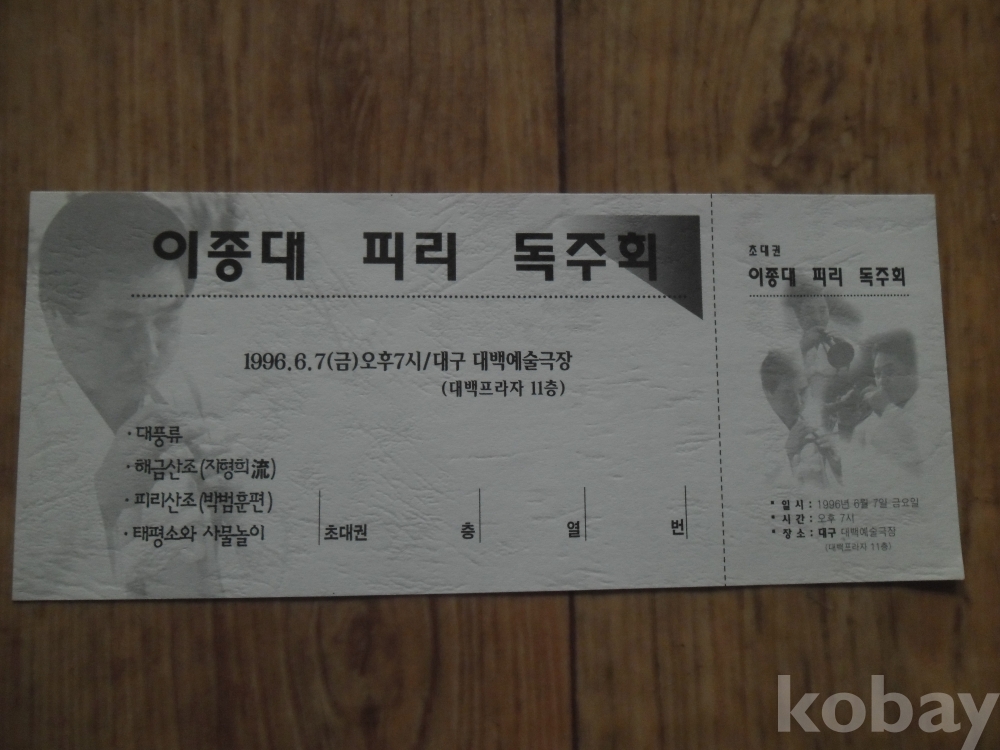 이종대 피리 독주회
1996.6.7(금)오후7시/대구 대백예술극장
(대백프라자 11층)
·대풍류
·해금산조(지형희流)
·피리산조(박범훈편)
·태평소와 사물놀이
초대권 층 열 번
초대권
이종대 피리 독주회
* 일 시 : 1996년 6월 7일 금요일
* 시 간 : 오후 7시
* 장 소 : 대구 대백예술극장
(대백프라자 11층)
kobay